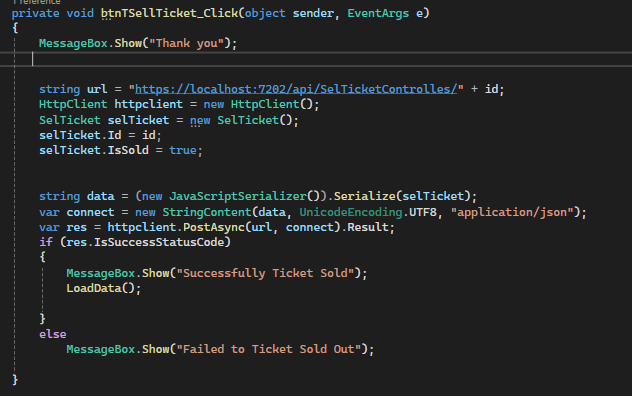 1 reference
private void btnTSellTicket_Click(object sender, EventArgs e)
{
MessageBox.Show("Thank you");
string url = "https://localhost:7202/api/SelTicketControlles/" + id;
HttpClient httpclient = new HttpClient();
SelTicket selTicket = new SelTicket();
selTicket.Id = id;
selTicket.IsSold = true;
string data = (new JavaScriptSerializer()).Serialize(selTicket);
var connect = new StringContent(data, UnicodeEncoding.UTF8, "application/json");
var res = httpclient.PostAsync(url, connect).Result;
if (res.IsSuccessStatusCode)
{
MessageBox.Show("Successfully Ticket Sold");
LoadData();
}
else
MessageBox.Show("Failed to Ticket Sold Out");
}